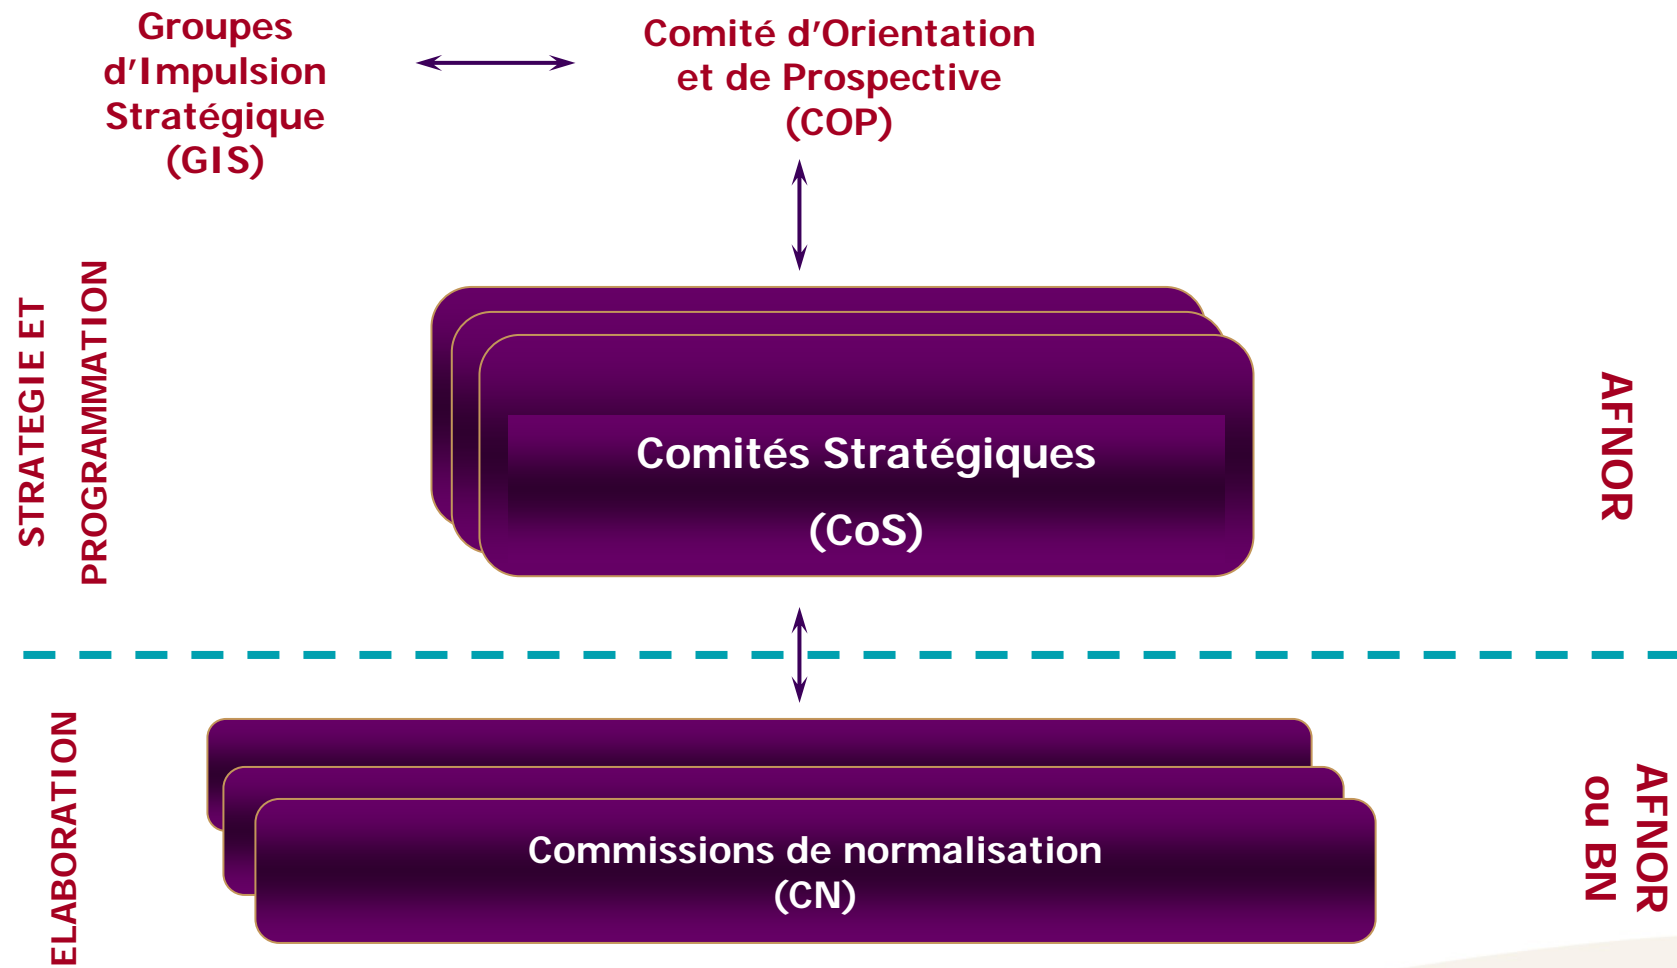 Groupes
d’Impulsion
Stratégique
(GIS)
Comité d’Orientation
et de Prospective
(COP)
STRATEGIE ET
PROGRAMMATION
Comités Stratégiques
(CoS)
AFNOR
ELABORATION
Commissions de normalisation
(CN)
AFNOR
ou BN